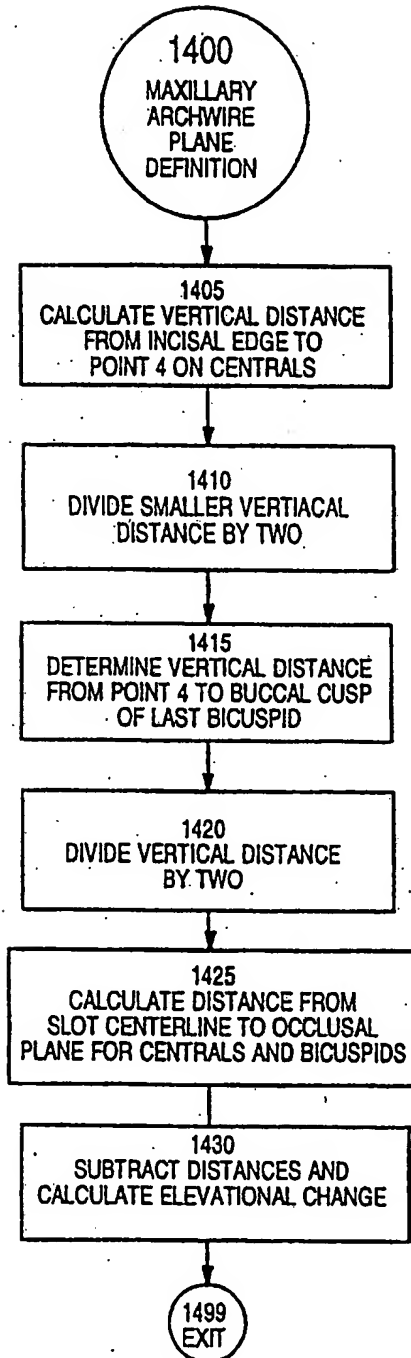 1400
MAXILLARY
ARCHWIRE
PLANE
DEFINITION
1405
CALCULATE VERTICAL DISTANCE
FROM INCISAL EDGE TO
POINT 4 ON CENTRALS
1410
DIVIDE SMALLER VERTIACAL
DISTANCE BY TWO
1415
DETERMINE VERTICAL DISTANCE
FROM POINT 4 TO BUCCAL CUSP
OF LAST BICUSPID
1420
DIVIDE VERTICAL DISTANCE
BY TWO
1425
CALCULATE DISTANCE FROM
SLOT CENTERLINE TO OCCLUSAL
PLANE FOR CENTRALS AND BICUSPIDS
1430
SUBTRACT DISTANCES AND
CALCULATE ELEVATIONAL CHANGE
1499
EXIT